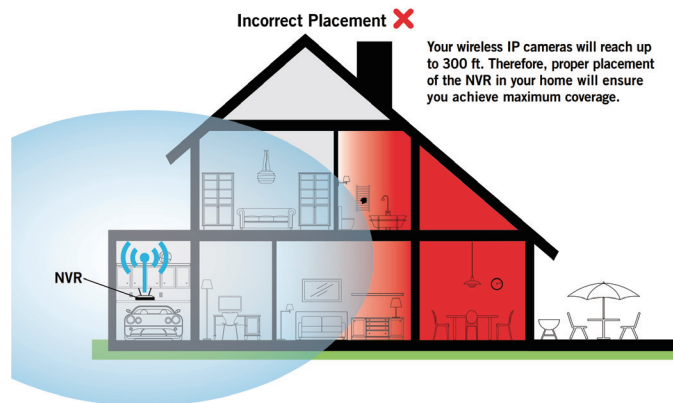 Incorrect Placement
Your wireless IP cameras will reach up
to 300 ft. Therefore, proper placement
of the NVR in your home will ensure
you achieve maximum coverage.
NVR